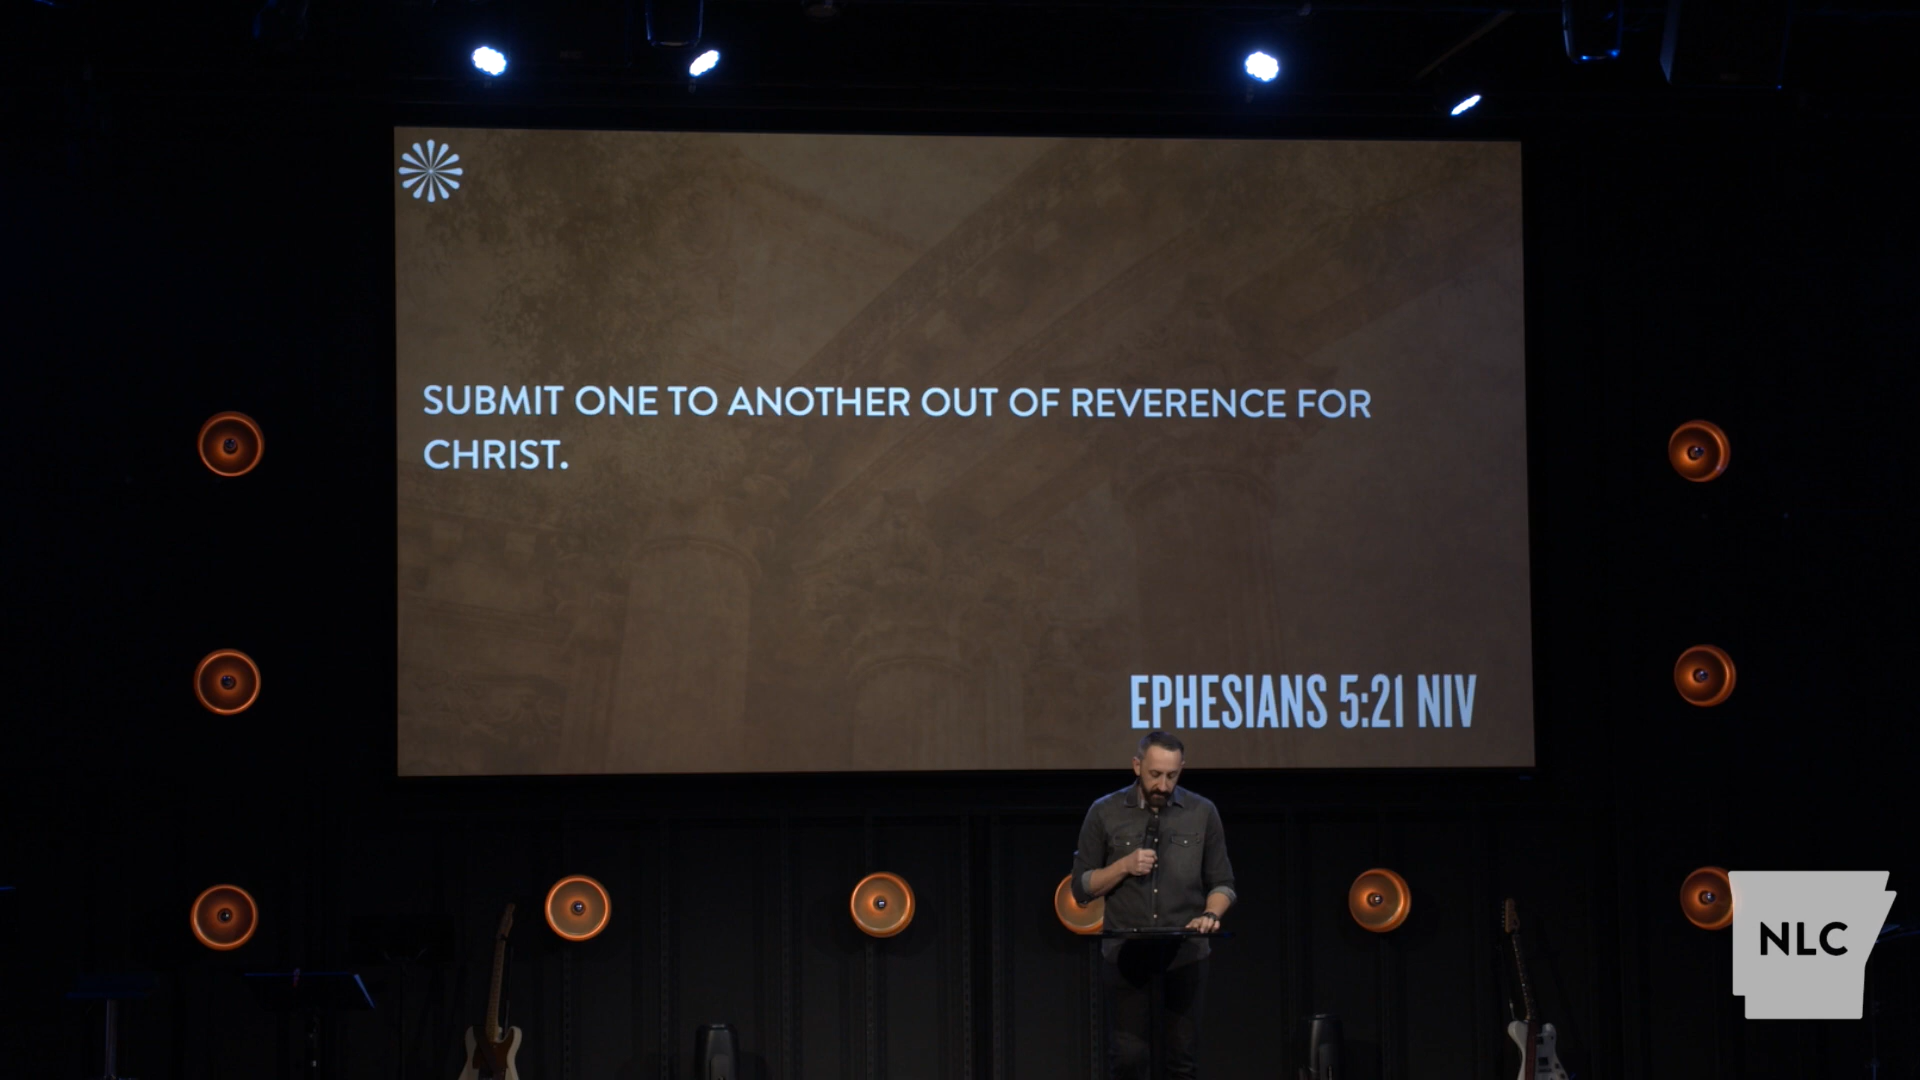 SUBMIT ONE TO ANOTHER OUT OF REVERENCE FOR
CHRIST.
EPHESIANS 5:21 NIV
NLC